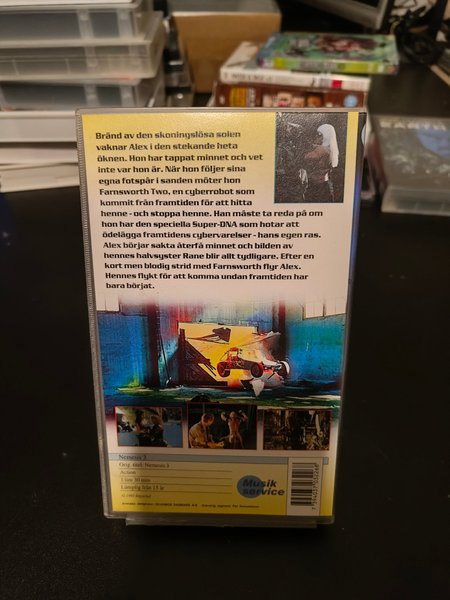 Bränd av den skoningslösa solen
vaknar Alex i den stekande heta
öknen. Hon har tappat minnet och vet
inte var hon är. När hon följer sina
egna fotspår i sanden möter hon
Farnsworth Two, en cyberrobot som
kommit från framtiden för att hitta
henne - och stoppa henne. Han måste ta reda på om
hon har den speciella Super-DNA som hotar att
ödelägga framtidens cybervarelser - hans egen ras.
Alex börjar sakta återfå minnet och bilden av
hennes halvsyster Rane blir allt tydligare. Efter en
kort men blodig strid med Farnsworth flyr Alex.
Hennes flykt för att komma undan framtiden har
bara börjat.
Nemesis 3
Orig. titel: Nemesis 3
Action
1 tim 30 min
Lämplig från 15 år
Musik
service